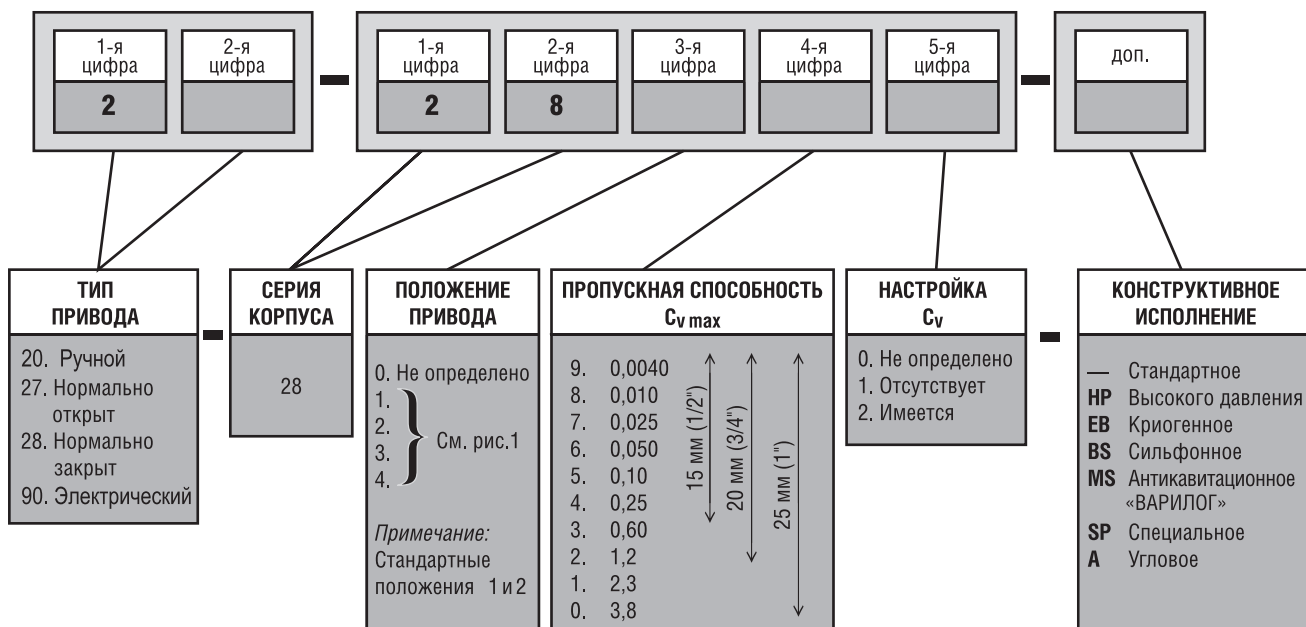 1-я
цифра
2-я
цифра
1-я
цифра
2-я
цифра
3-я
цифра
4-я
цифра
5-я
цифра
доп.
2
2
8
ТИП
ПРИВОДА
20. Ручной
27. Нормально
открыт
28. Нормально
закрыт
90. Электрический
СЕРИЯ
КОРПУСА
28
ПОЛОЖЕНИЕ
ПРИВОДА
0. Не определено
1.
2.
3.
4.
См. рис.1
Примечание:
Стандартные
положения 1 и 2
ПРОПУСКНАЯ СПОСОБНОСТЬ
Cv max
9. 0,0040
8. 0,010
7. 0,025
6. 0,050
5. 0,10
4. 0,25
3. 0,60
2. 1,2
1. 2,3
0. 3,8
15 мм (1/2")
20 мм (3/4")
25 мм (1")
НАСТРОЙКА
Cv
0. Не определено
1. Отсутствует
2. Имеется
КОНСТРУКТИВНОЕ
ИСПОЛНЕНИЕ
— Стандартное
HP Высокого давления
EB Криогенное
BS Сильфонное
MS Антикавитационное
«ВАРИЛОГ»
SP Специальное
A Угловое